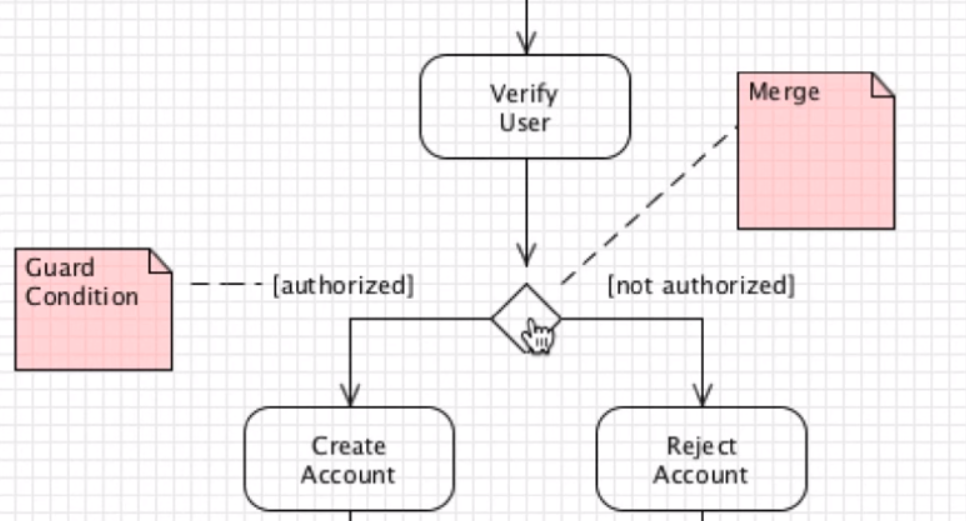 Verify
User
Merge
Guard
Condition
[authorized]
[not authorized]
Create
Account
Reject
Account